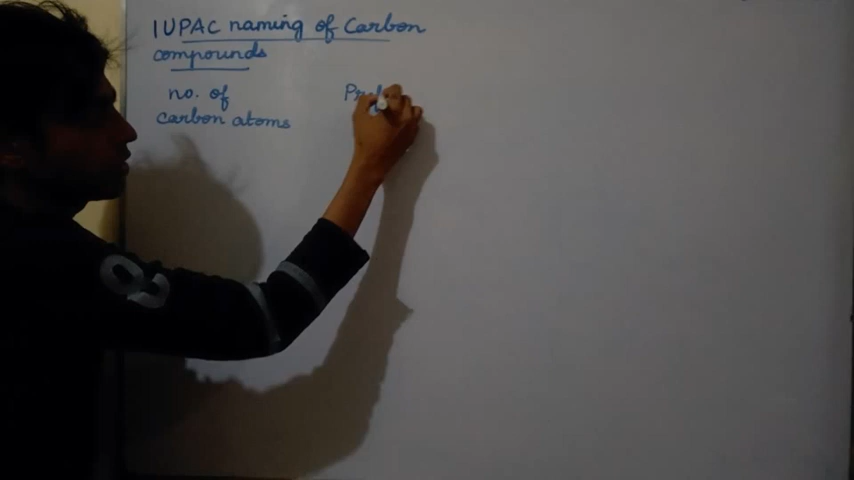 IUPAC naming of Carbon
compounds
no. of
carbon atoms